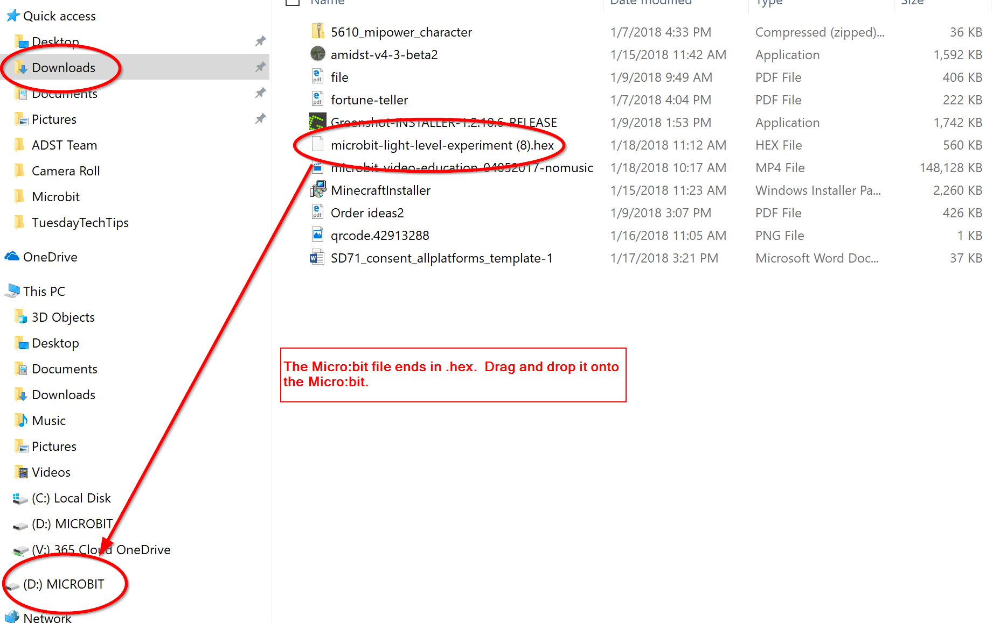 Name Date modified Type Size
Quick access
Desktop
Downloads
Documents
Pictures
ADST Team
Camera Roll
Microbit
TuesdayTechTips
OneDrive
This PC
3D Objects
Desktop
Documents
Downloads
Music
Pictures
Videos
(C:) Local Disk
(D:) MICROBIT
(V:) 365 Cloud OneDrive
(D:) MICROBIT
Network
5610_mipower_character 1/7/2018 4:33 PM Compressed (zipped)... 36 KB
amidst-v4-3-beta2 1/15/2018 11:42 AM Application 1,592 KB
file 1/9/2018 9:49 AM PDF File 406 KB
fortune-teller 1/7/2018 4:04 PM PDF File 222 KB
Greenshot-INSTALLER-1.2.10.6-RELEASE 1/9/2018 1:53 PM Application 1,742 KB
microbit-light-level-experiment (8).hex 1/18/2018 11:12 AM HEX File 560 KB
microbit-video-education-04052017-nomusic 1/18/2018 10:17 AM MP4 File 148,128 KB
MinecraftInstaller 1/15/2018 11:23 AM Windows Installer Pa... 2,260 KB
Order ideas2 1/9/2018 3:07 PM PDF File 426 KB
qrcode.42913288 1/16/2018 11:05 AM PNG File 1 KB
SD71_consent_allplatforms_template-1 1/17/2018 3:21 PM Microsoft Word Doc... 37 KB
The Micro:bit file ends in .hex. Drag and drop it onto
the Micro:bit.